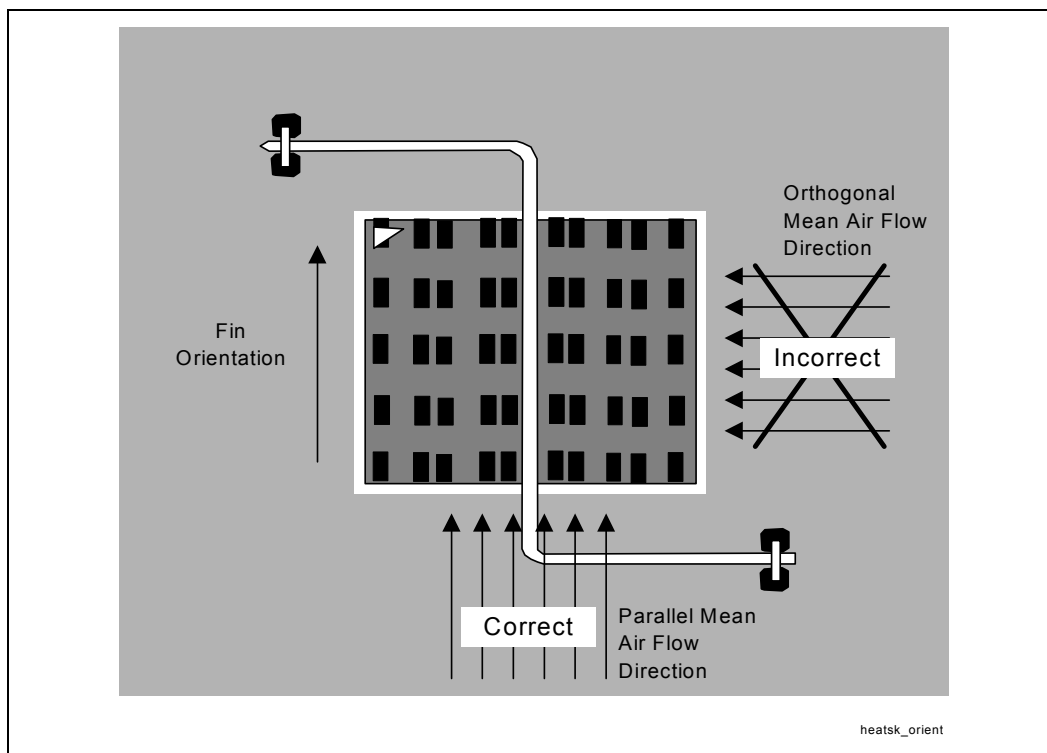 Orthogonal
Mean Air Flow
Direction
Fin
Orientation
Incorrect
Correct
Parallel Mean
Air Flow
Direction
heatsk_orient